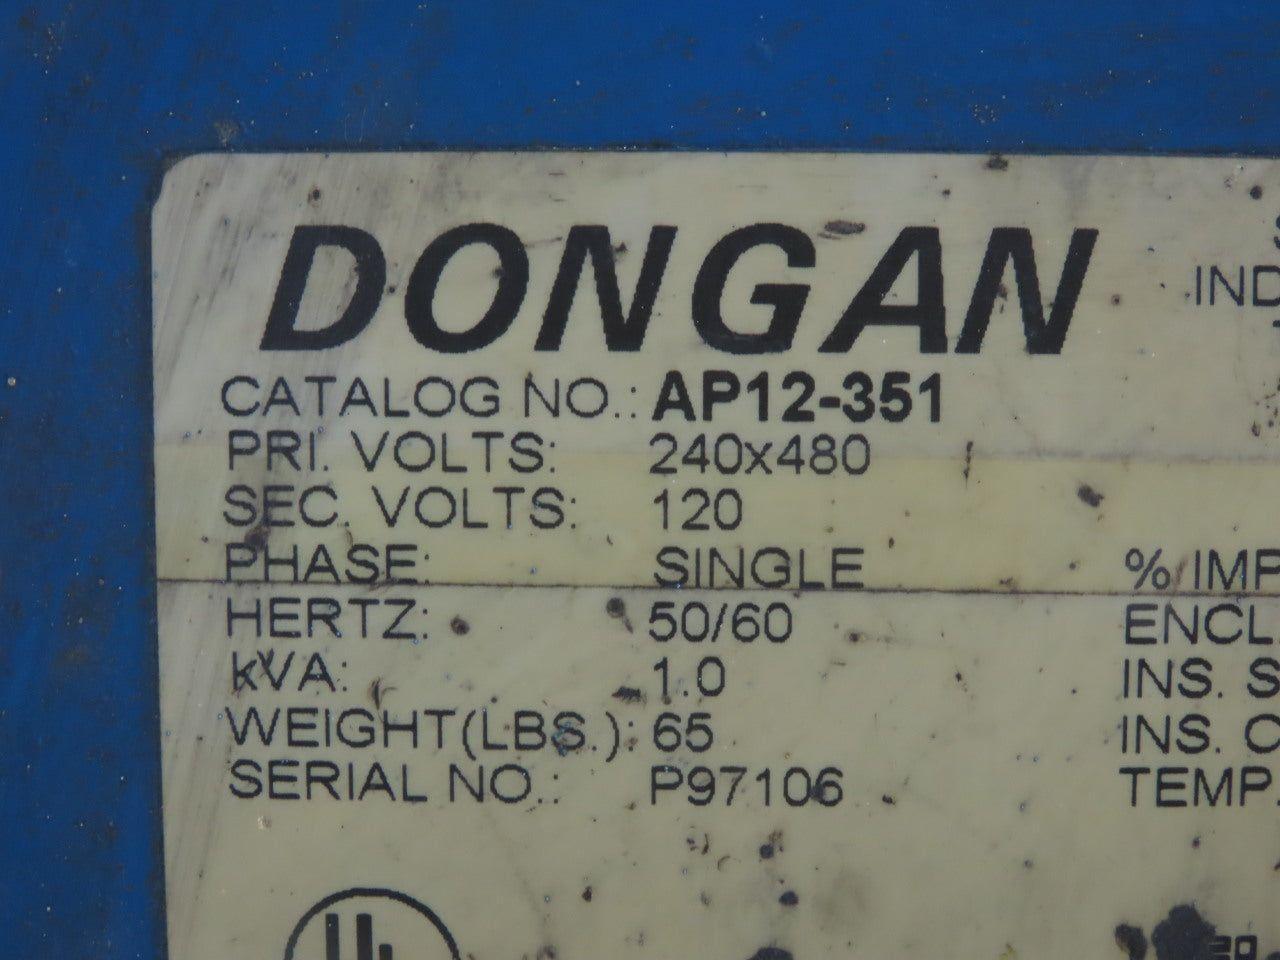 DONGAN
IND
CATALOG NO.: AP12-351
PRI. VOLTS: 240x480
SEC. VOLTS: 120
PHASE: SINGLE
% IMP
HERTZ: 50/60
ENCL
KVA: 1.0
INS. S
WEIGHT(LBS.): 65
INS.
SERIAL NO.: P97106
TEMP.
UL